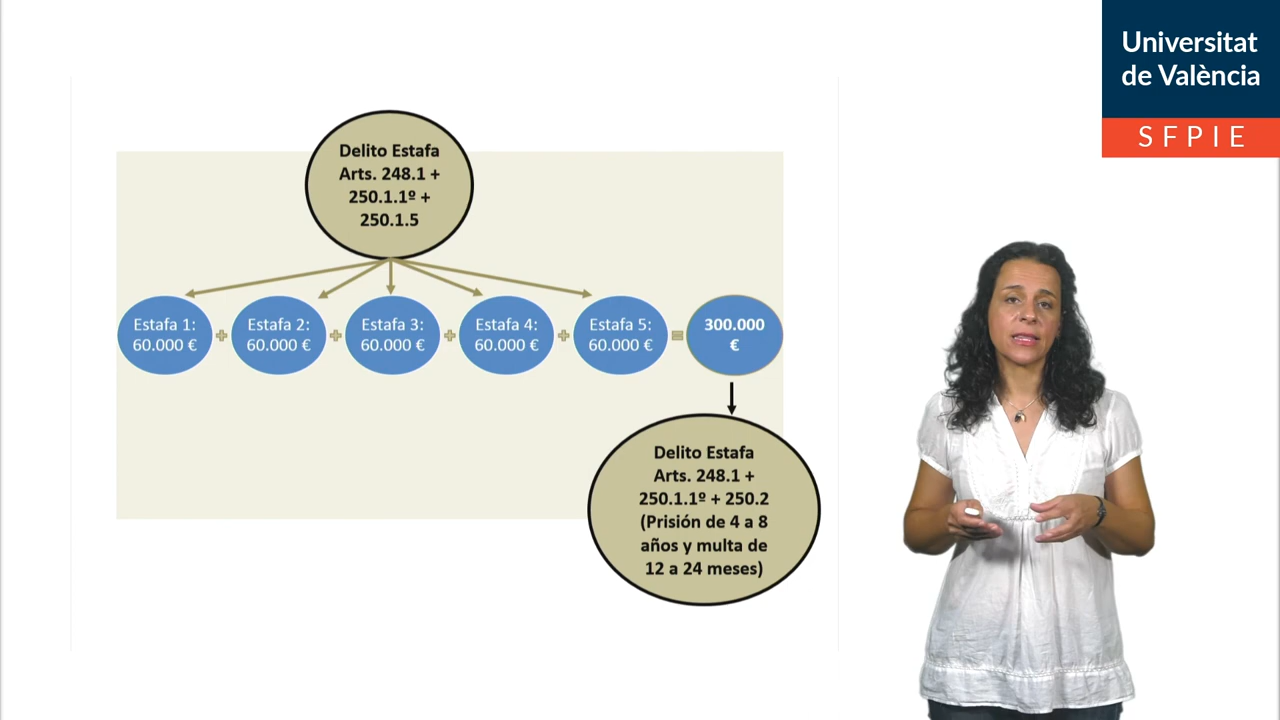 Universitat
de València
SFPIE
Delito Estafa
Arts. 248.1 +
250.1.1º +
250.1.5
Estafa 1:
60.000 €
Estafa 2:
60.000 €
Estafa 3:
60.000 €
Estafa 4:
60.000 €
Estafa 5:
60.000 €
300.000
€
Delito Estafa
Arts. 248.1 +
250.1.1º + 250.2
(Prisión de 4 a 8
años y multa de
12 a 24 meses)